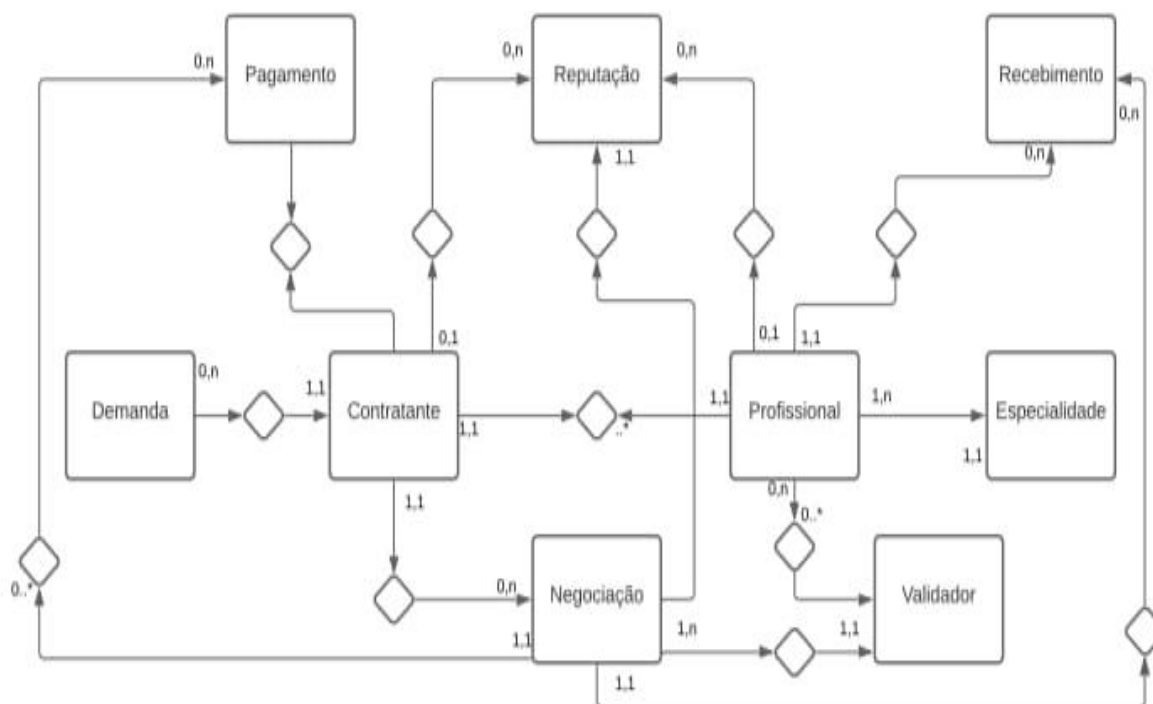 0.n
Pagamento
0,n
Reputação
0,n
Recebimento
0,n
1,1
0,n
0,1
0,1
1,1
Demanda
0,n
1,1
Contratante
1,1
..*
1,1
Profissional
1,n
Especialidade
1,1
1,1
0,n
0..*
0..*
0,n
Negociação
1,1
1,n
1,1
Validador
1,1